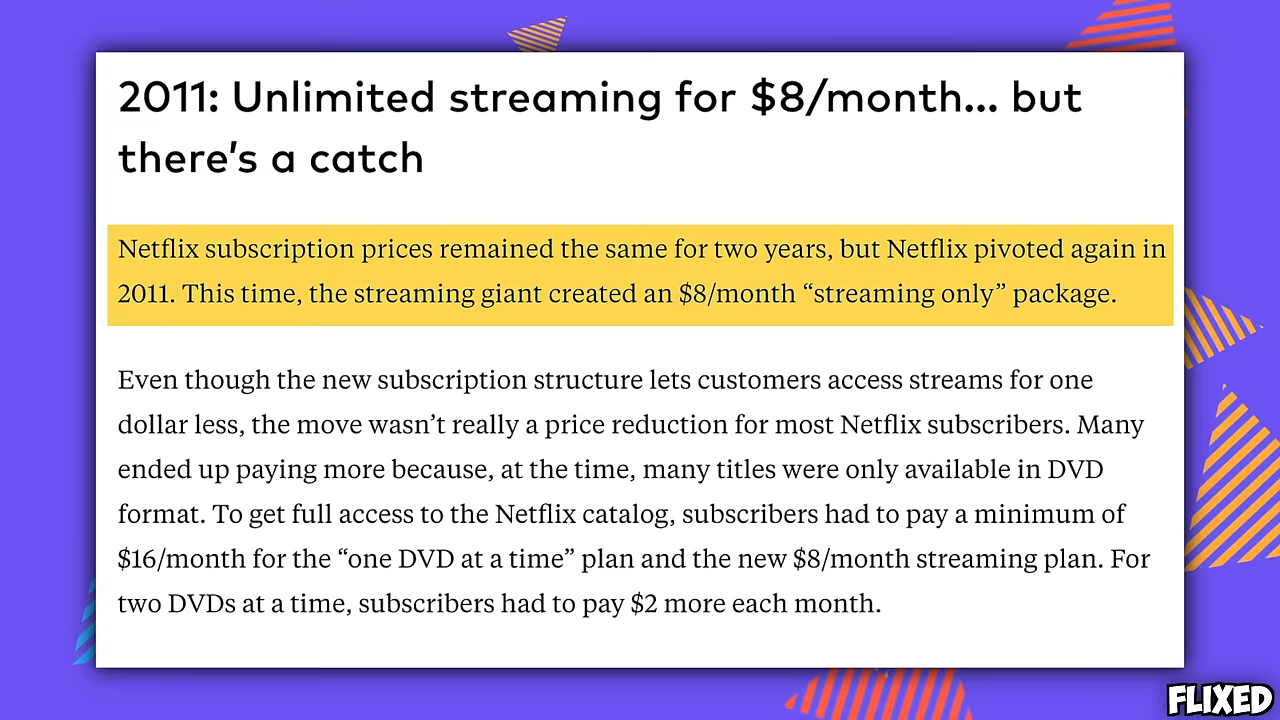 2011: Unlimited streaming for $8/month... but
there's a catch
Netflix subscription prices remained the same for two years, but Netflix pivoted again in
2011. This time, the streaming giant created an $8/month “streaming only” package.
Even though the new subscription structure lets customers access streams for one
dollar less, the move wasn’t really a price reduction for most Netflix subscribers. Many
ended up paying more because, at the time, many titles were only available in DVD
format. To get full access to the Netflix catalog, subscribers had to pay a minimum of
$16/month for the “one DVD at a time” plan and the new $8/month streaming plan. For
two DVDs at a time, subscribers had to pay $2 more each month.
FLIXED